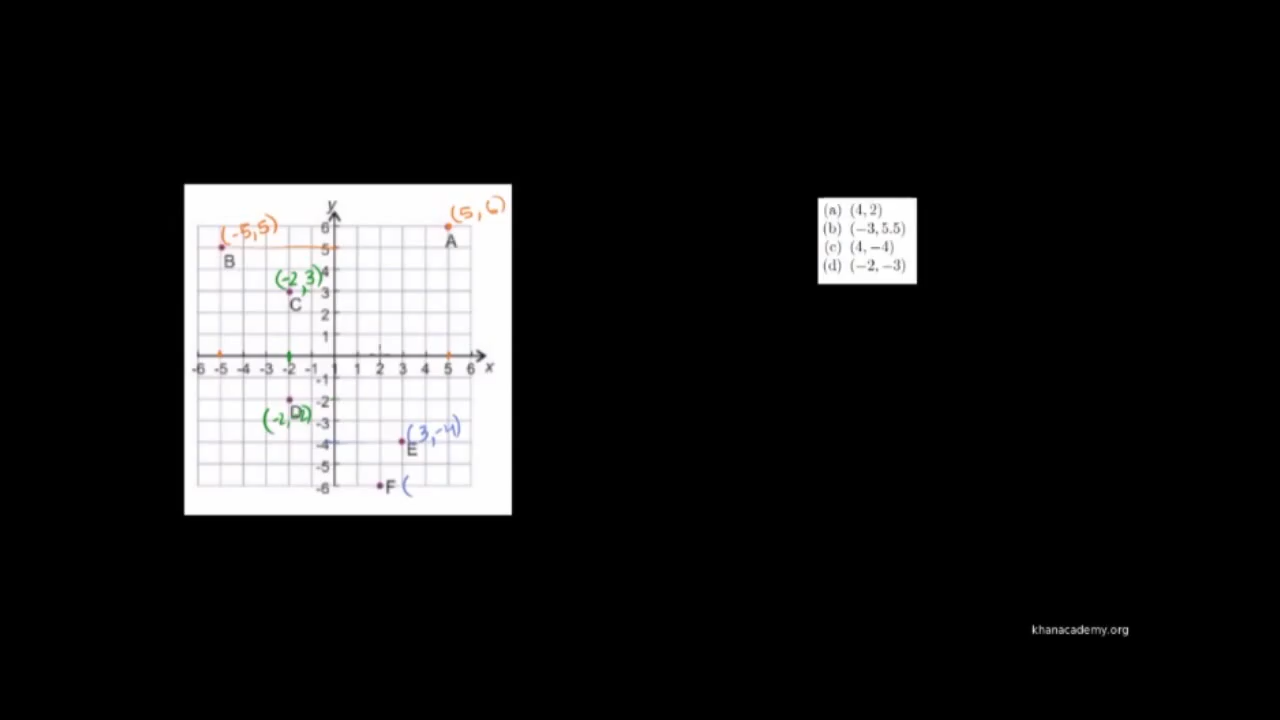 y
(5, 6)
(-5,5)
6
A
5
B
4
(-2,3)
3
C
2
1
-6 -5 -4 -3 -2 -1 1 2 3 4 5 6 x
-1
-2
D
(-2,-2)
-3
(3,-4)
-4
E
-5
-6
F (
(a) (4, 2)
(b) (−3, 5.5)
(c) (4, −4)
(d) (−2, −3)
khanacademy.org